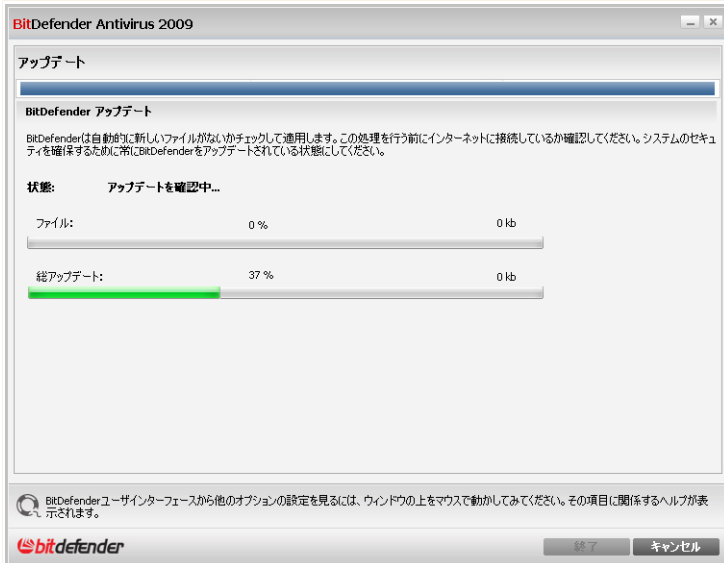 BitDefender Antivirus 2009
アップデート
BitDefender アップデート
BitDefenderは自動的に新しいファイルがないかチェックして適用します。この処理を行う前にインターネットに接続しているか確認してください。システムのセキュ
ティを確保するために常にBitDefenderをアップデートされている状態にしてください。
状態: アップデートを確認中...
ファイル: 0 % 0 kb
総アップデート: 37 % 0 kb
BitDefenderユーザインターフェースから他のオプションの設定を見るには、ウィンドウの上をマウスで動かしてみてください。その項目に関係するヘルプが表
示されます。
bitdefender 終了 キャンセル